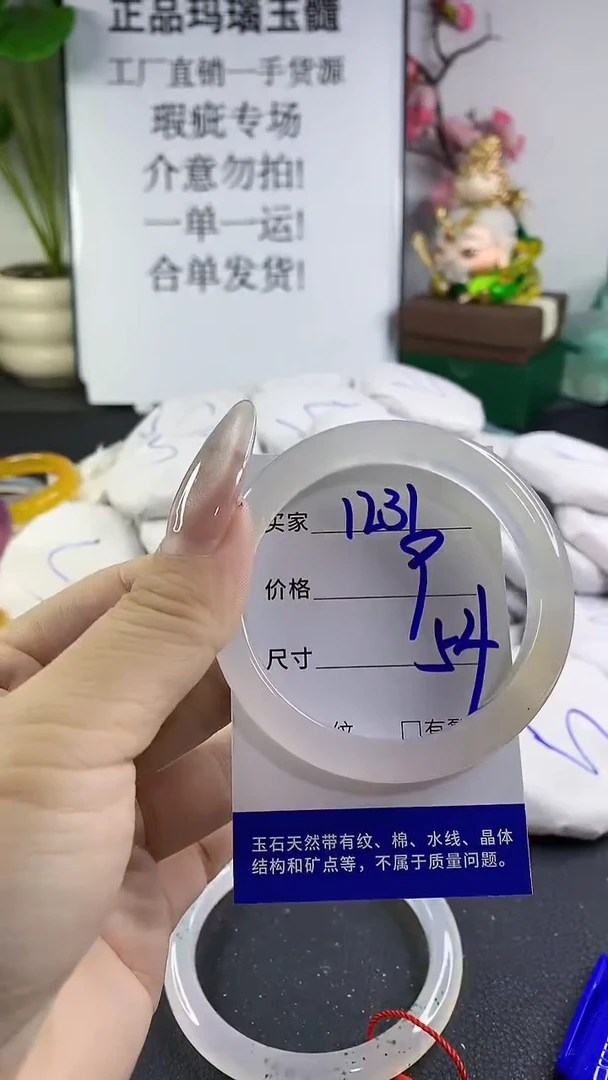 正品玛瑙玉髓
工厂直销一手货源
瑕疵专场
介意勿拍!
一单一运!
合单发货!
买家 1231
价格 9
尺寸 54
纹 □有
玉石天然带有纹、棉、水线、晶体
结构和矿点等，不属于质量问题。